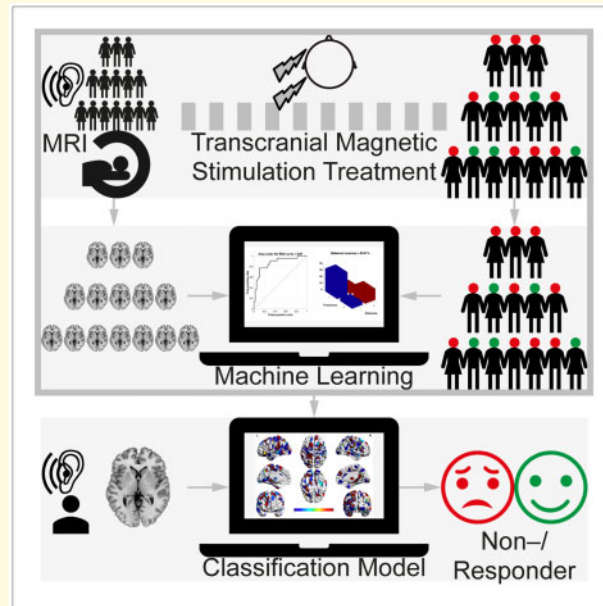 MRI
Transcranial Magnetic
Stimulation Treatment
Machine Learning
Classification Model
Non–/
Responder